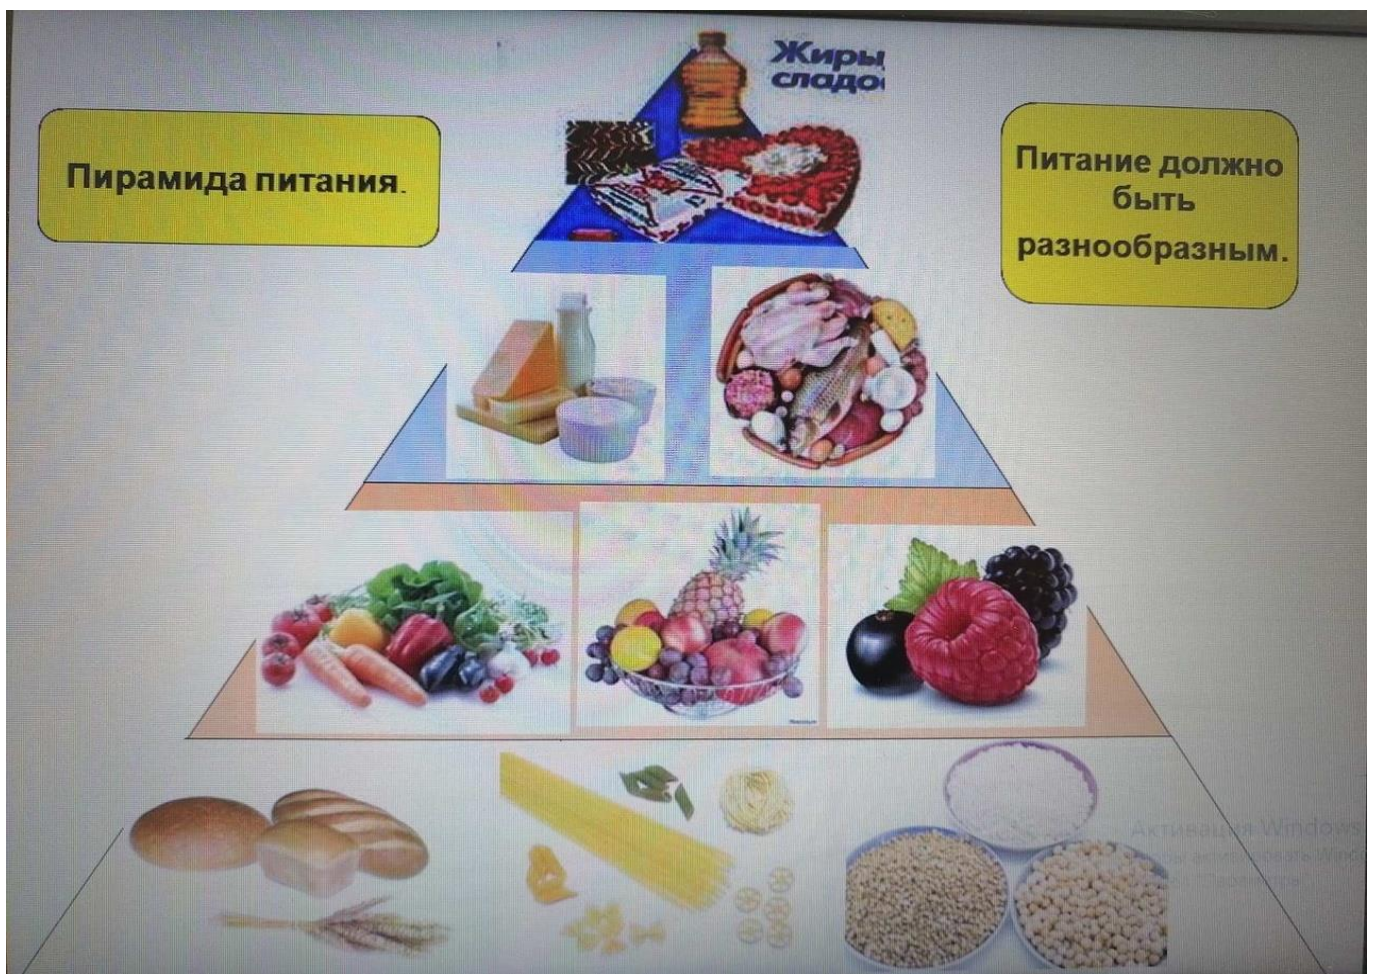 Жиры,
сладо
Пирамида питания.
Питание должно
быть
разнообразным.
Активация Windows